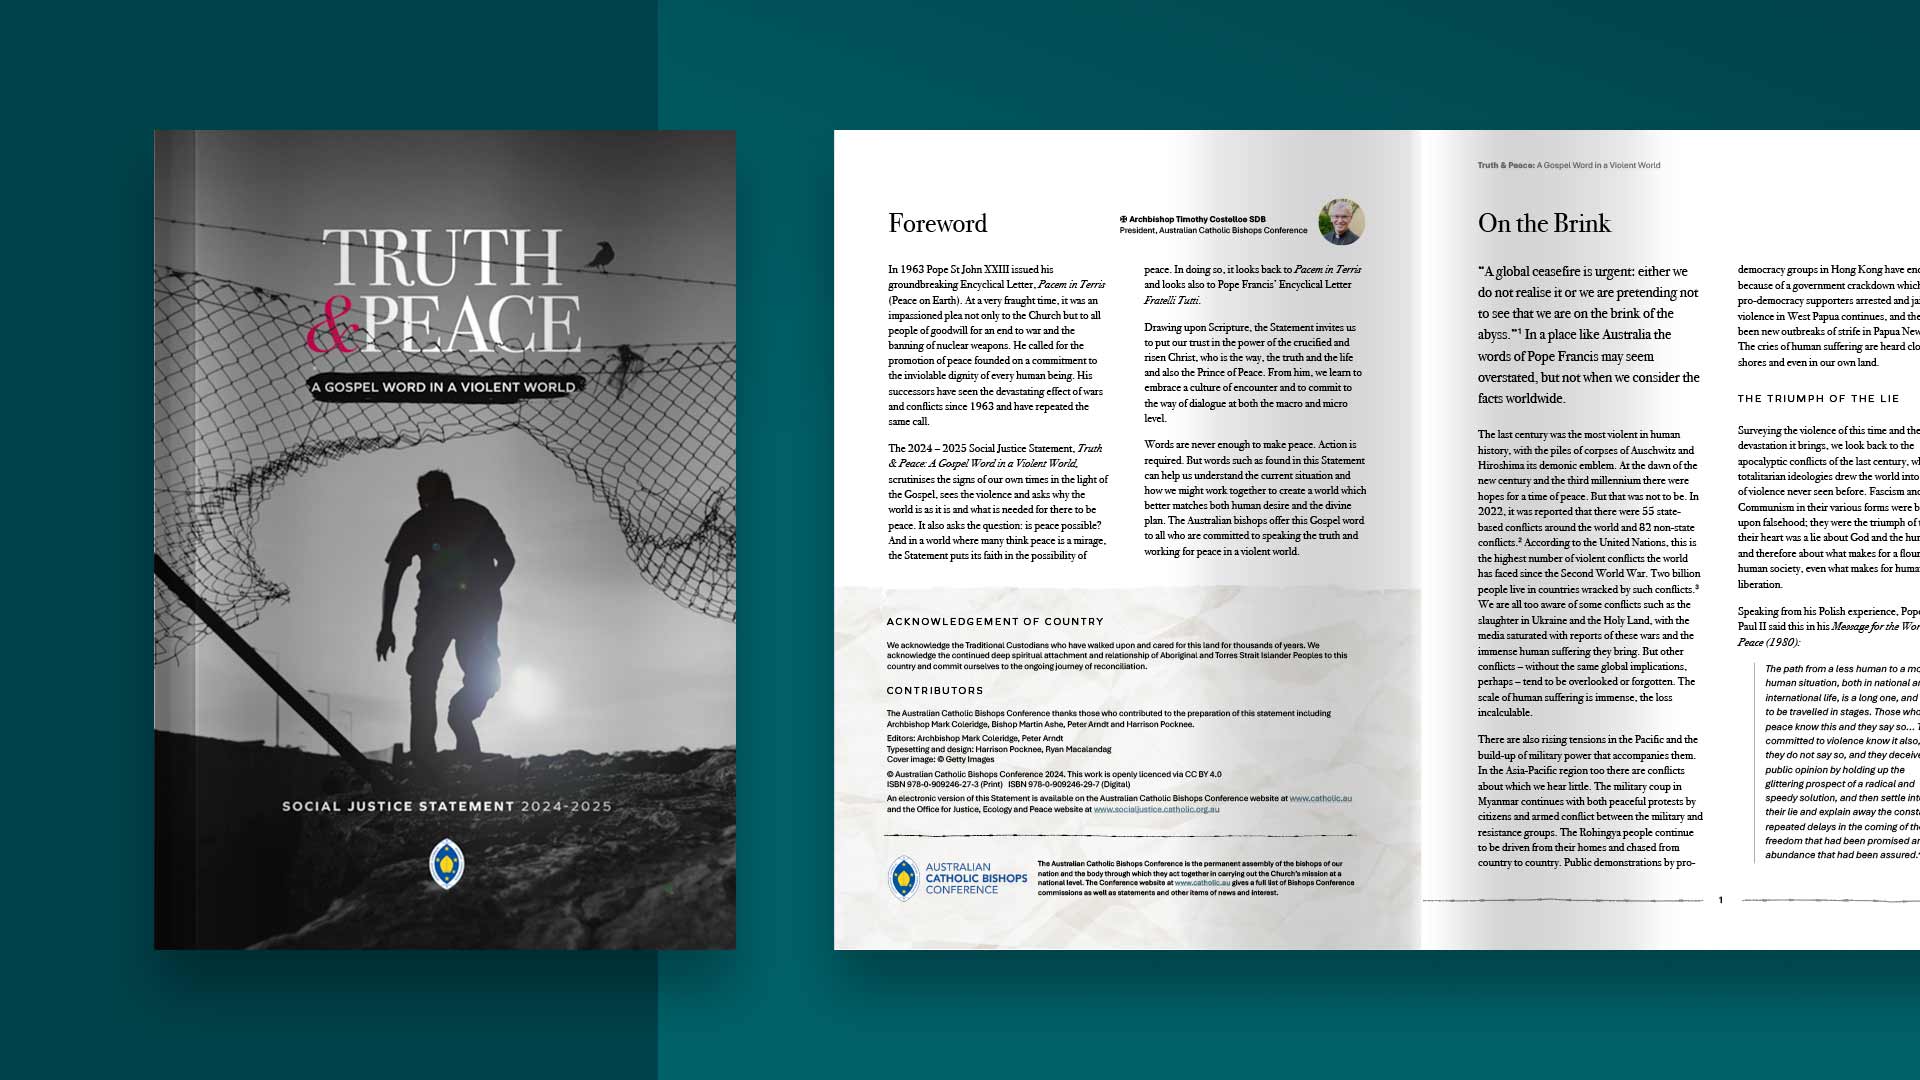 TRUTH
&PEACE
A GOSPEL WORD IN A VIOLENT WORLD
SOCIAL JUSTICE STATEMENT 2024-2025
Foreword
✠ Archbishop Timothy Costelloe SDB
President, Australian Catholic Bishops Conference
In 1963 Pope St John XXIII issued his
groundbreaking Encyclical Letter, Pacem in Terris
(Peace on Earth). At a very fraught time, it was an
impassioned plea not only to the Church but to all
people of goodwill for an end to war and the
banning of nuclear weapons. He called for the
promotion of peace founded on a commitment to
the inviolable dignity of every human being. His
successors have seen the devastating effect of wars
and conflicts since 1963 and have repeated the
same call.
The 2024 – 2025 Social Justice Statement, Truth
& Peace: A Gospel Word in a Violent World,
scrutinises the signs of our own times in the light of
the Gospel, sees the violence and asks why the
world is as it is and what is needed for there to be
peace. It also asks the question: is peace possible?
And in a world where many think peace is a mirage,
the Statement puts its faith in the possibility of
peace. In doing so, it looks back to Pacem in Terris
and looks also to Pope Francis' Encyclical Letter
Fratelli Tutti.
Drawing upon Scripture, the Statement invites us
to put our trust in the power of the crucified and
risen Christ, who is the way, the truth and the life
and also the Prince of Peace. From him, we learn to
embrace a culture of encounter and to commit to
the way of dialogue at both the macro and micro
level.
Words are never enough to make peace. Action is
required. But words such as found in this Statement
can help us understand the current situation and
how we might work together to create a world which
better matches both human desire and the divine
plan. The Australian bishops offer this Gospel word
to all who are committed to speaking the truth and
working for peace in a violent world.
ACKNOWLEDGEMENT OF COUNTRY
We acknowledge the Traditional Custodians who have walked upon and cared for this land for thousands of years. We
acknowledge the continued deep spiritual attachment and relationship of Aboriginal and Torres Strait Islander Peoples to this
country and commit ourselves to the ongoing journey of reconciliation.
CONTRIBUTORS
The Australian Catholic Bishops Conference thanks those who contributed to the preparation of this statement including
Archbishop Mark Coleridge, Bishop Martin Ashe, Peter Arndt and Harrison Pocknee.
Editors: Archbishop Mark Coleridge, Peter Arndt
Typesetting and design: Harrison Pocknee, Ryan Macalandag
Cover image: © Getty Images
© Australian Catholic Bishops Conference 2024. This work is openly licenced via CC BY 4.0
ISBN 978-0-909246-27-3 (Print) ISBN 978-0-909246-29-7 (Digital)
An electronic version of this Statement is available on the Australian Catholic Bishops Conference website at www.catholic.au
and the Office for Justice, Ecology and Peace website at www.socialjustice.catholic.org.au
AUSTRALIAN
CATHOLIC BISHOPS
CONFERENCE
The Australian Catholic Bishops Conference is the permanent assembly of the bishops of our
nation and the body through which they act together in carrying out the Church's mission at a
national level. The Conference website at www.catholic.au gives a full list of Bishops Conference
commissions as well as statements and other items of news and interest.
Truth & Peace: A Gospel Word in a Violent World
On the Brink
"A global ceasefire is urgent: either we
do not realise it or we are pretending not
to see that we are on the brink of the
abyss."¹ In a place like Australia the
words of Pope Francis may seem
overstated, but not when we consider the
facts worldwide.
The last century was the most violent in human
history, with the piles of corpses of Auschwitz and
Hiroshima its demonic emblem. At the dawn of the
new century and the third millennium there were
hopes for a time of peace. But that was not to be. In
2022, it was reported that there were 55 state-
based conflicts around the world and 82 non-state
conflicts.² According to the United Nations, this is
the highest number of violent conflicts the world
has faced since the Second World War. Two billion
people live in countries wracked by such conflicts.³
We are all too aware of some conflicts such as the
slaughter in Ukraine and the Holy Land, with the
media saturated with reports of these wars and the
immense human suffering they bring. But other
conflicts – without the same global implications,
perhaps – tend to be overlooked or forgotten. The
scale of human suffering is immense, the loss
incalculable.
There are also rising tensions in the Pacific and the
build-up of military power that accompanies them.
In the Asia-Pacific region too there are conflicts
about which we hear little. The military coup in
Myanmar continues with both peaceful protests by
citizens and armed conflict between the military and
resistance groups. The Rohingya people continue
to be driven from their homes and chased from
country to country. Public demonstrations by pro-
democracy groups in Hong Kong have
because of a government crackdown which
pro-democracy supporters arrested and
violence in West Papua continues, and
been new outbreaks of strife in Papua New
The cries of human suffering are heard
shores and even in our own land.
THE TRIUMPH OF THE LIE
Surveying the violence of this time and the
devastation it brings, we look back to the
apocalyptic conflicts of the last century,
totalitarian ideologies drew the world into
of violence never seen before. Fascism and
Communism in their various forms were
upon falsehood; they were the triumph of
their heart was a lie about God and the
and therefore about what makes for a
human society, even what makes for
liberation.
Speaking from his Polish experience, Pope
Paul II said this in his Message for the
Peace (1980):
The path from a less human to a
human situation, both in national
international life, is a long one, and
to be travelled in stages. Those who
peace know this and they say so...
committed to violence know it also,
they do not say so, and they deceive
public opinion by holding up the
glittering prospect of a radical and
speedy solution, and then settle into
their lie and explain away the
repeated delays in the coming of the
freedom that had been promised
abundance that had been assured.
1